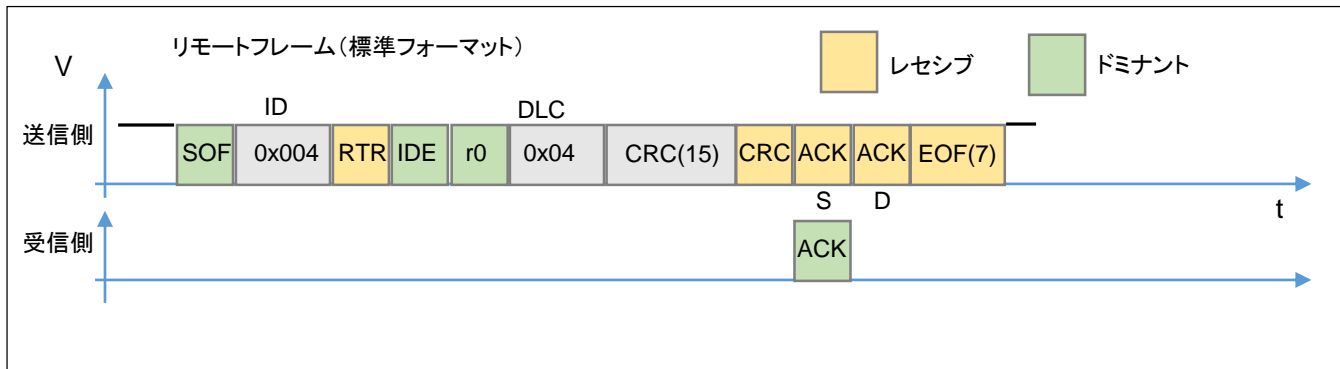 リモートフレーム（標準フォーマット）
レセシブ
ドミナント
V
ID
DLC
送信側
SOF 0x004 RTR IDE r0 0x04 CRC(15) CRC ACK ACK EOF(7)
S D
t
受信側
ACK